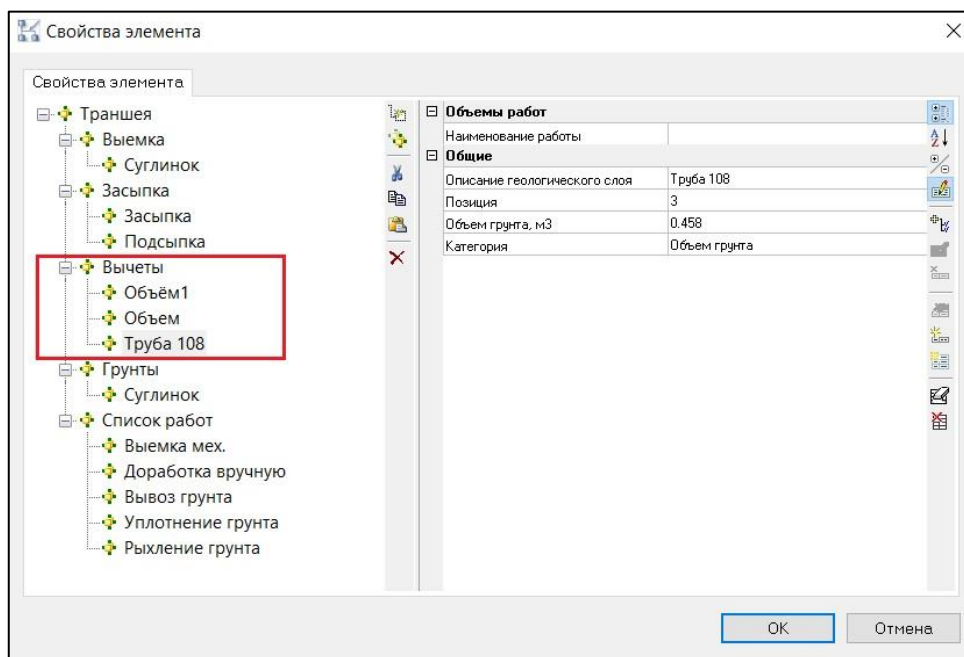 Свойства элемента
Свойства элемента
Траншея
Выемка
Суглинок
Засыпка
Засыпка
Подсыпка
Вычеты
Объём1
Объем
Труба 108
Грунты
Суглинок
Список работ
Выемка мех.
Доработка вручную
Вывоз грунта
Уплотнение грунта
Рыхление грунта
Объемы работ
Наименование работы
Общие
Описание геологического слоя Труба 108
Позиция 3
Объем грунта, м3 0.458
Категория Объем грунта
ОК Отмена